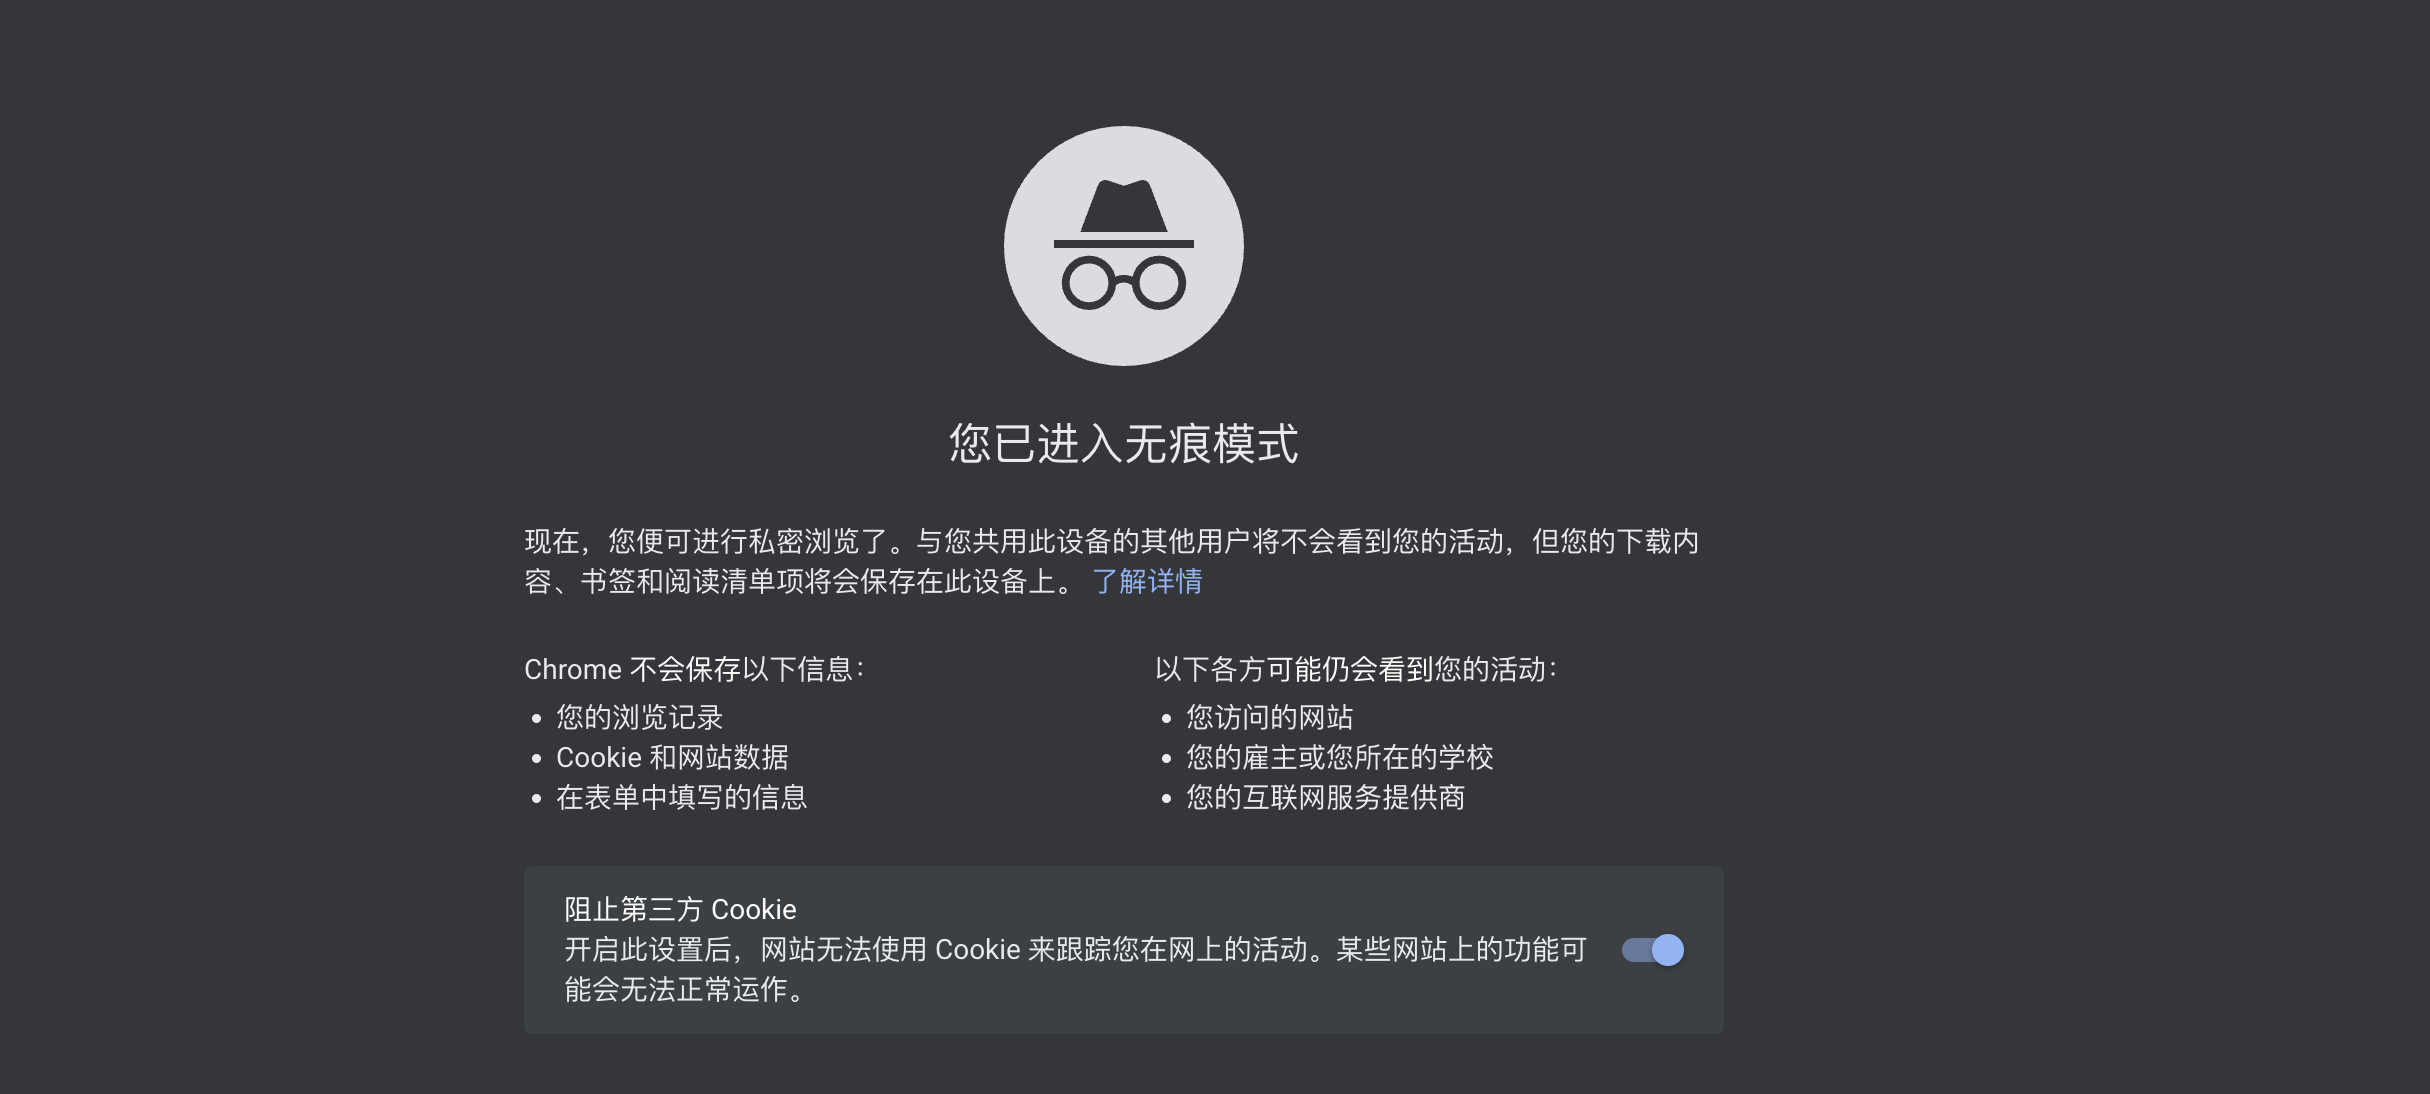 您已进入无痕模式
现在，您便可进行私密浏览了。与您共用此设备的其他用户将不会看到您的活动，但您的下载内
容、书签和阅读清单项将会保存在此设备上。 了解详情
Chrome 不会保存以下信息：
您的浏览记录
Cookie 和网站数据
在表单中填写的信息
以下各方可能仍会看到您的活动：
您访问的网站
您的雇主或您所在的学校
您的互联网服务提供商
阻止第三方 Cookie
开启此设置后，网站无法使用 Cookie 来跟踪您在网上的活动。某些网站上的功能可
能会无法正常运作。